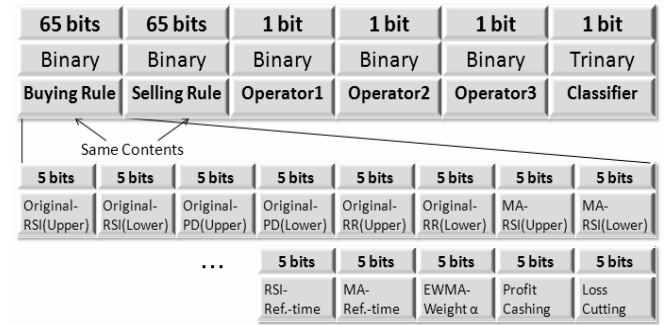 65 bits 65 bits 1 bit 1 bit 1 bit 1 bit
Binary Binary Binary Binary Binary Trinary
Buying Rule Selling Rule Operator1 Operator2 Operator3 Classifier
Same Contents
5 bits 5 bits 5 bits 5 bits 5 bits 5 bits 5 bits 5 bits
Original- Original- Original- Original- Original- Original- MA- MA-
RSI(Upper) RSI(Lower) PD(Upper) PD(Lower) RR(Upper) RR(Lower) RSI(Upper) RSI(Lower)
... 5 bits 5 bits 5 bits 5 bits 5 bits
RSI- MA- EWMA- Profit Loss
Ref.-time Ref.-time Weight α Cashing Cutting